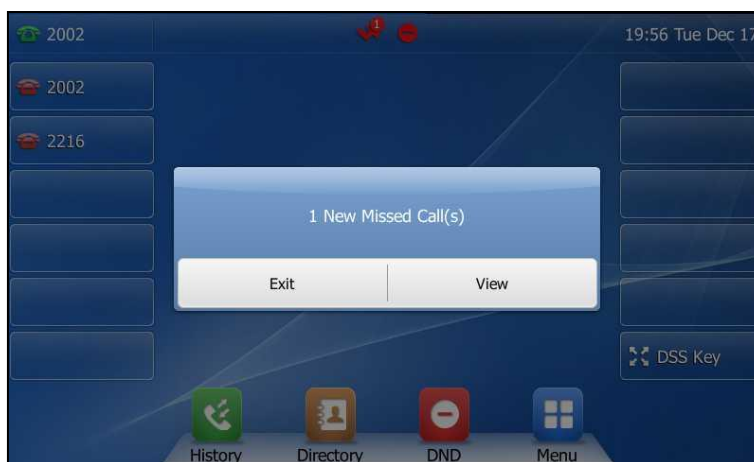 2002
1
19:56 Tue Dec 17
2002
2216
1 New Missed Call(s)
Exit
View
DSS Key
History
Directory
DND
Menu